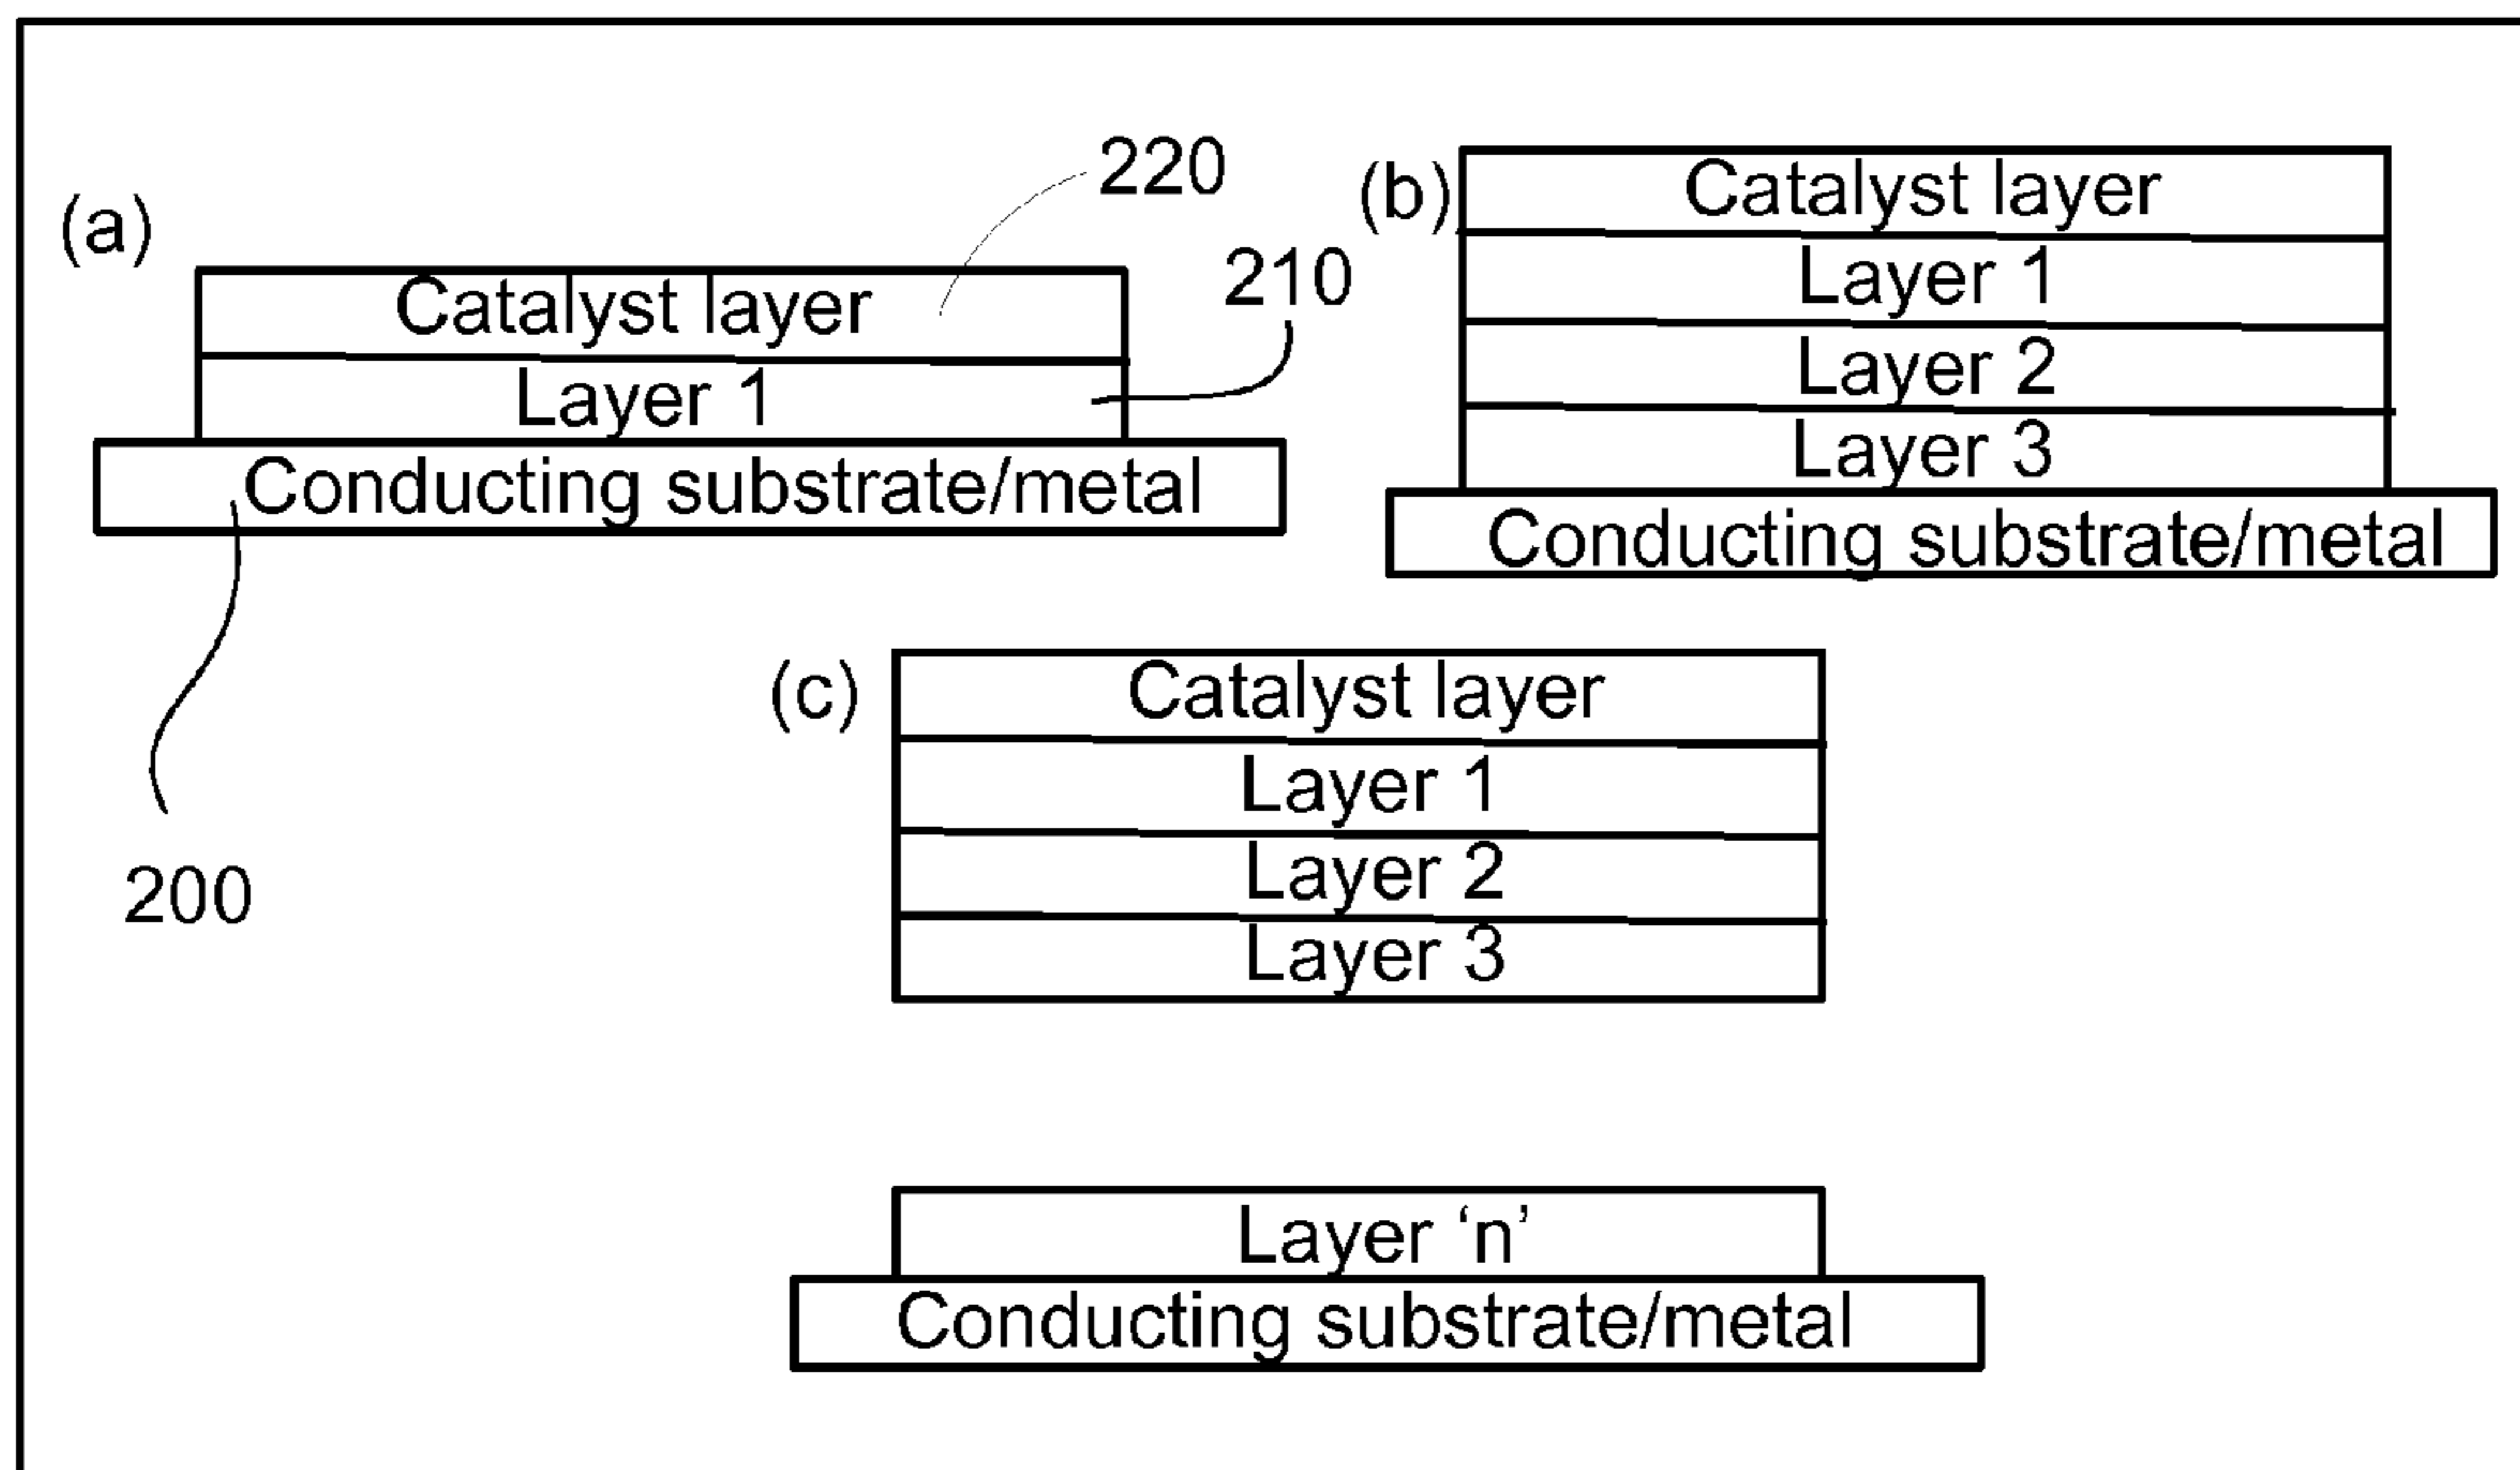 (a)
220
210
Catalyst layer
Layer 1
Conducting substrate/metal
200
(b)
Catalyst layer
Layer 1
Layer 2
Layer 3
Conducting substrate/metal
(c)
Catalyst layer
Layer 1
Layer 2
Layer 3
Layer ‘n’
Conducting substrate/metal